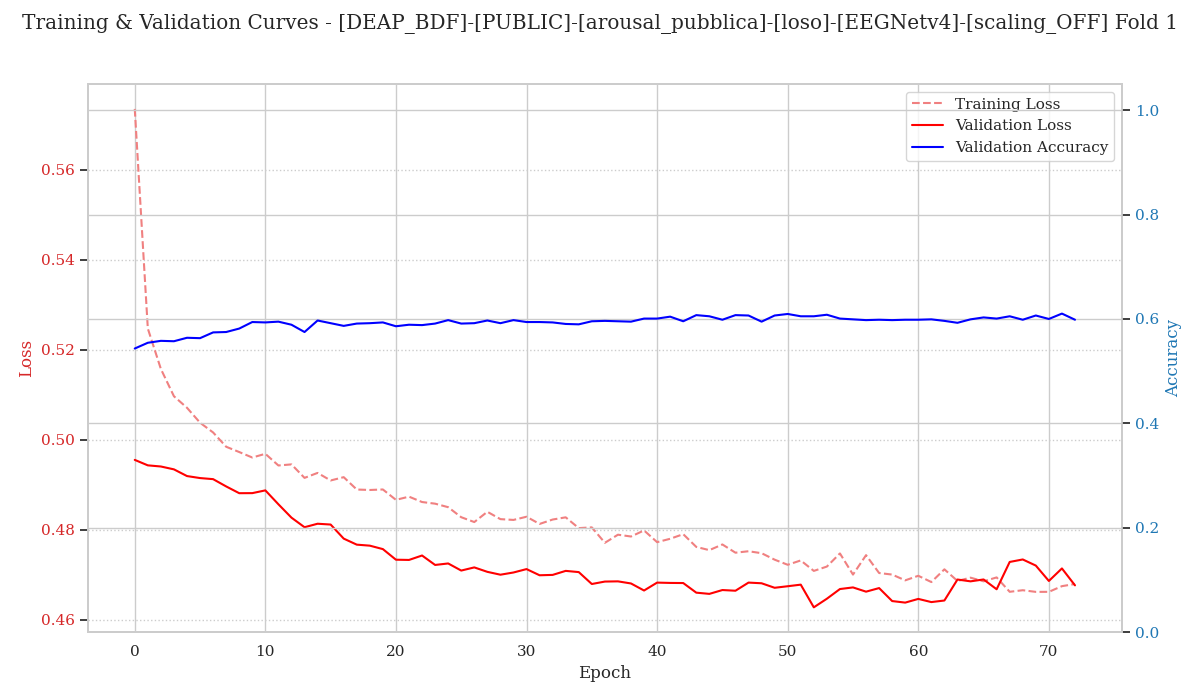 Training & Validation Curves - [DEAP_BDF]-[PUBLIC]-[arousal_pubblica]-[loso]-[EEGNetv4]-[scaling_OFF] Fold 1
Training Loss
Validation Loss
Validation Accuracy
Loss
0.56
0.54
0.52
0.50
0.48
0.46
1.0
0.8
0.6
0.4
0.2
0.0
Accuracy
0 10 20 30 40 50 60 70
Epoch